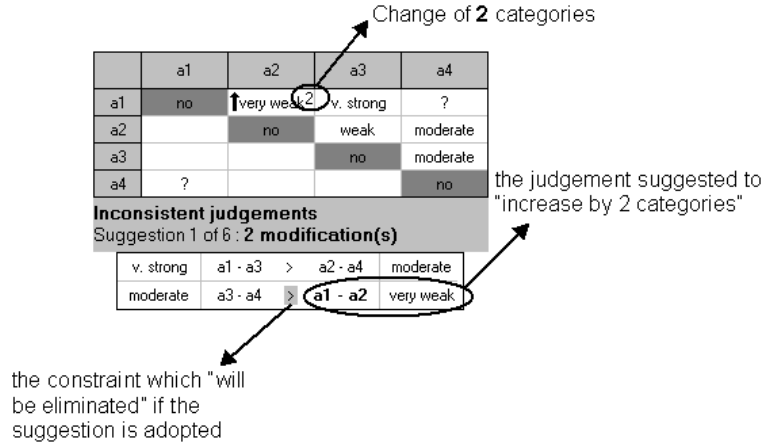 Change of 2 categories
a1 a2 a3 a4
a1 no very weak 2 v. strong ?
a2 no weak moderate
a3 no moderate
a4 ? no
the judgement suggested to
"increase by 2 categories"
Inconsistent judgements
Suggestion 1 of 6 : 2 modification(s)
v. strong a1 - a3 > a2 - a4 moderate
moderate a3 - a4 > a1 - a2 very weak
the constraint which "will
be eliminated" if the
suggestion is adopted